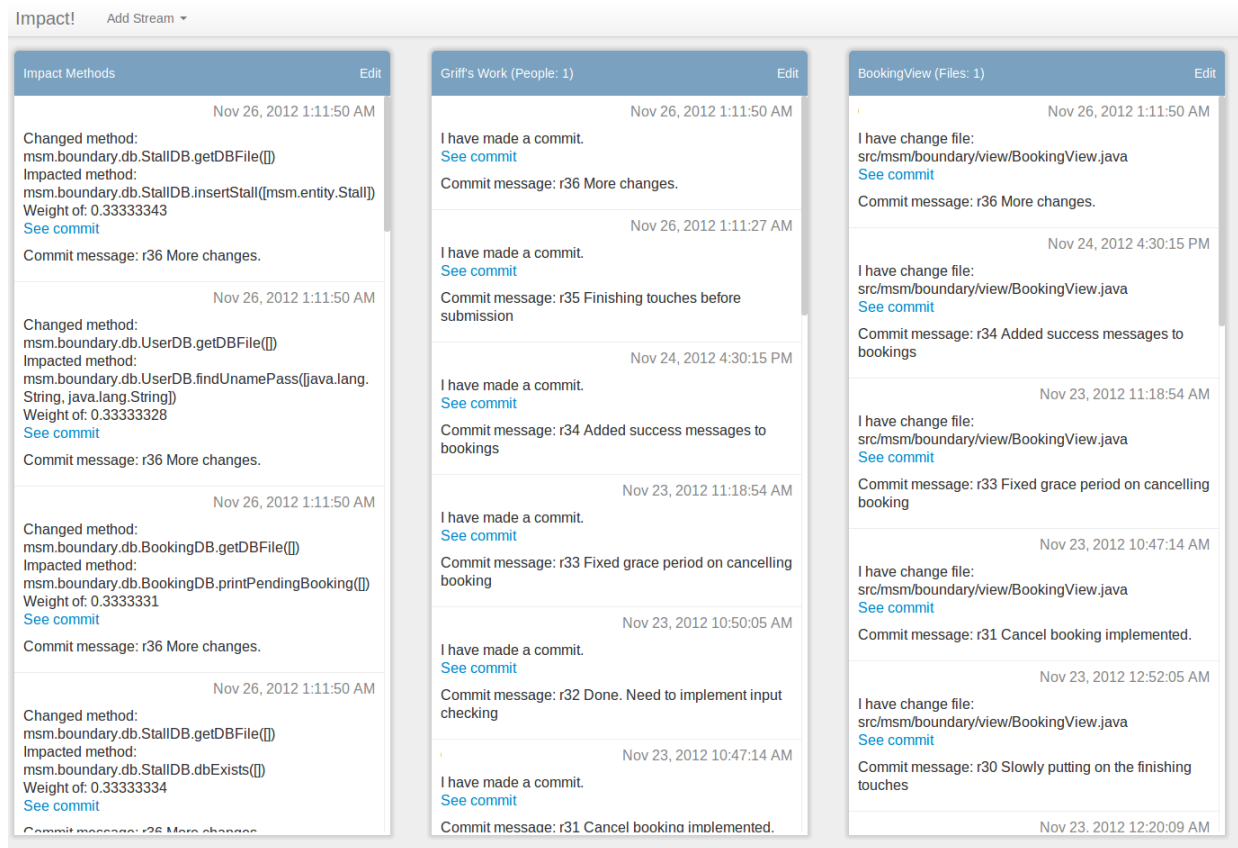 Impact! Add Stream
Impact Methods Edit
Nov 26, 2012 1:11:50 AM
Changed method:
msm.boundary.db.StallDB.getDBFile([])
Impacted method:
msm.boundary.db.StallDB.insertStall([msm.entity.Stall])
Weight of: 0.33333343
See commit
Commit message: r36 More changes.
Nov 26, 2012 1:11:50 AM
Changed method:
msm.boundary.db.UserDB.getDBFile([])
Impacted method:
msm.boundary.db.UserDB.findUnamePass([java.lang.
String, java.lang.String])
Weight of: 0.33333328
See commit
Commit message: r36 More changes.
Nov 26, 2012 1:11:50 AM
Changed method:
msm.boundary.db.BookingDB.getDBFile([])
Impacted method:
msm.boundary.db.BookingDB.printPendingBooking([])
Weight of: 0.3333331
See commit
Commit message: r36 More changes.
Nov 26, 2012 1:11:50 AM
Changed method:
msm.boundary.db.StallDB.getDBFile([])
Impacted method:
msm.boundary.db.StallDB.dbExists([])
Weight of: 0.33333334
See commit
Commit message: r36 More changes.
Griff's Work (People: 1) Edit
Nov 26, 2012 1:11:50 AM
I have made a commit.
See commit
Commit message: r36 More changes.
Nov 26, 2012 1:11:27 AM
I have made a commit.
See commit
Commit message: r35 Finishing touches before
submission
Nov 24, 2012 4:30:15 PM
I have made a commit.
See commit
Commit message: r34 Added success messages to
bookings
Nov 23, 2012 11:18:54 AM
I have made a commit.
See commit
Commit message: r33 Fixed grace period on cancelling
booking
Nov 23, 2012 10:50:05 AM
I have made a commit.
See commit
Commit message: r32 Done. Need to implement input
checking
Nov 23, 2012 10:47:14 AM
I have made a commit.
See commit
Commit message: r31 Cancel booking implemented.
BookingView (Files: 1) Edit
Nov 26, 2012 1:11:50 AM
I have change file:
src/msm/boundary/view/BookingView.java
See commit
Commit message: r36 More changes.
Nov 24, 2012 4:30:15 PM
I have change file:
src/msm/boundary/view/BookingView.java
See commit
Commit message: r34 Added success messages to
bookings
Nov 23, 2012 11:18:54 AM
I have change file:
src/msm/boundary/view/BookingView.java
See commit
Commit message: r33 Fixed grace period on cancelling
booking
Nov 23, 2012 10:47:14 AM
I have change file:
src/msm/boundary/view/BookingView.java
See commit
Commit message: r31 Cancel booking implemented.
Nov 23, 2012 12:52:05 AM
I have change file:
src/msm/boundary/view/BookingView.java
See commit
Commit message: r30 Slowly putting on the finishing
touches
Nov 23, 2012 12:20:09 AM